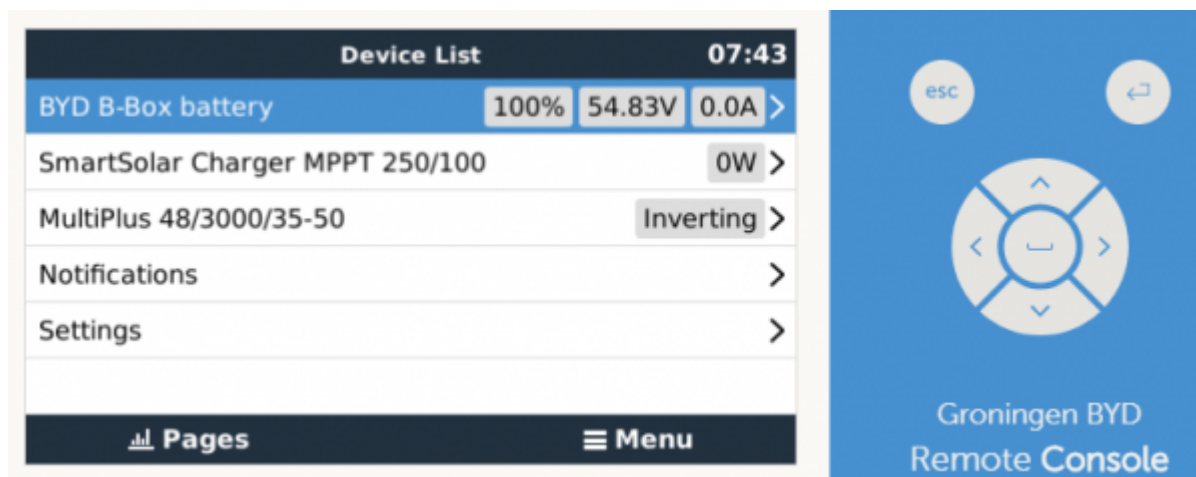 Device List 07:43
BYD B-Box battery 100% 54.83V 0.0A
SmartSolar Charger MPPT 250/100 0W
MultiPlus 48/3000/35-50 Inverting
Notifications
Settings
Pages Menu
esc
Groningen BYD
Remote Console